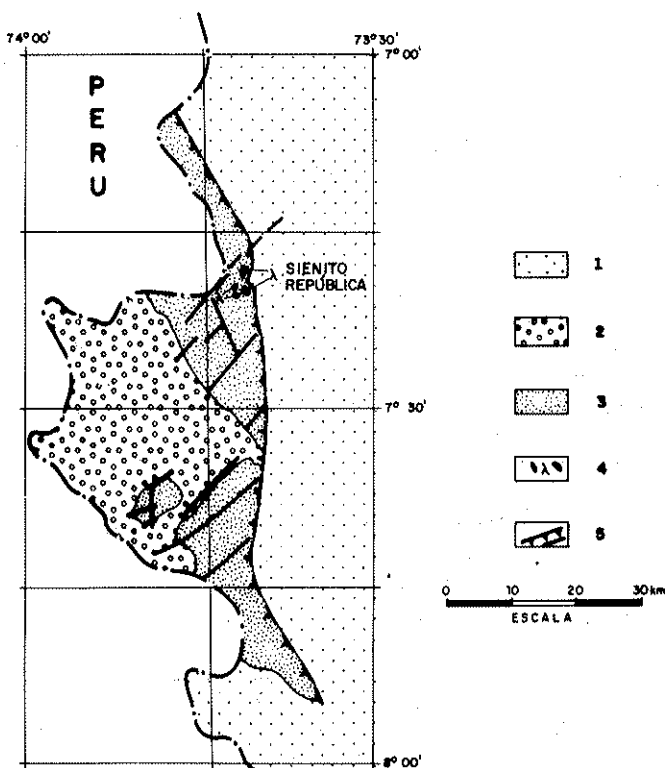 74°00'
73°30'
7°00'
P
E
R
U
λ SIENITO
REPÚBLICA
7° 30'
8° 00'
1
2
3
λ 4
5
0 10 20 30 km
ESCALA